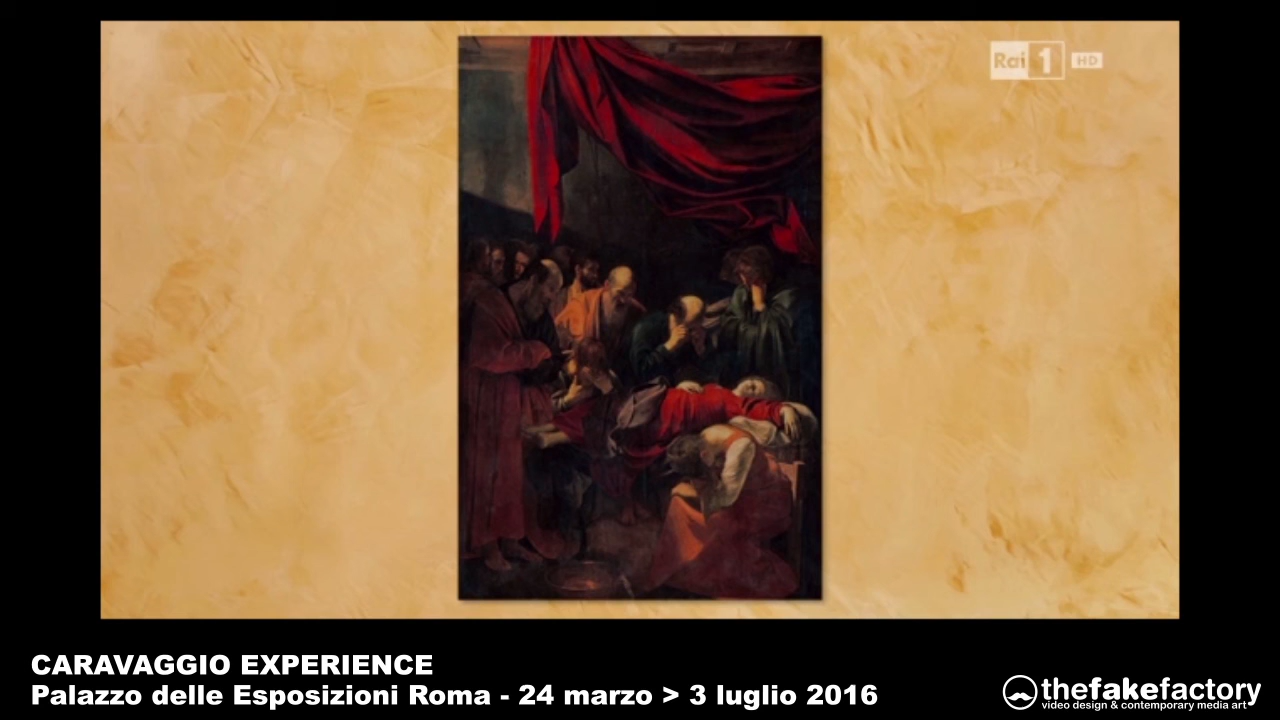 Rai 1 HD
CARAVAGGIO EXPERIENCE
Palazzo delle Esposizioni Roma - 24 marzo > 3 luglio 2016
thefakefactory
video design & contemporary media art